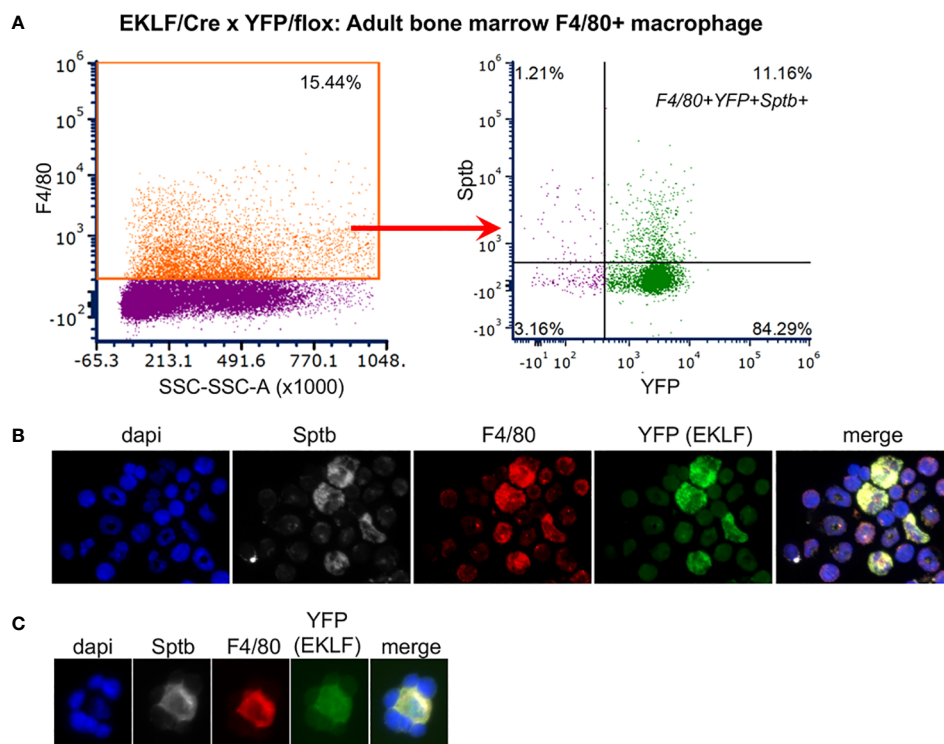 A
EKLF/Cre x YFP/flox: Adult bone marrow F4/80+ macrophage
15.44%
10^6
10^5
10^4
10^3
-10^2
F4/80
-65.3 213.1 491.6 770.1 1048.
SSC-SSC-A (x1000)
1.21% 11.16%
F4/80+YFP+Sptb+
10^6
10^5
10^4
10^3
-10^2
-10^3
Sptb
3.16% 84.29%
-10^1 10^2 10^3 10^4 10^5 10^6
YFP
B
dapi Sptb F4/80 YFP (EKLF) merge
C
YFP
dapi Sptb F4/80 (EKLF) merge